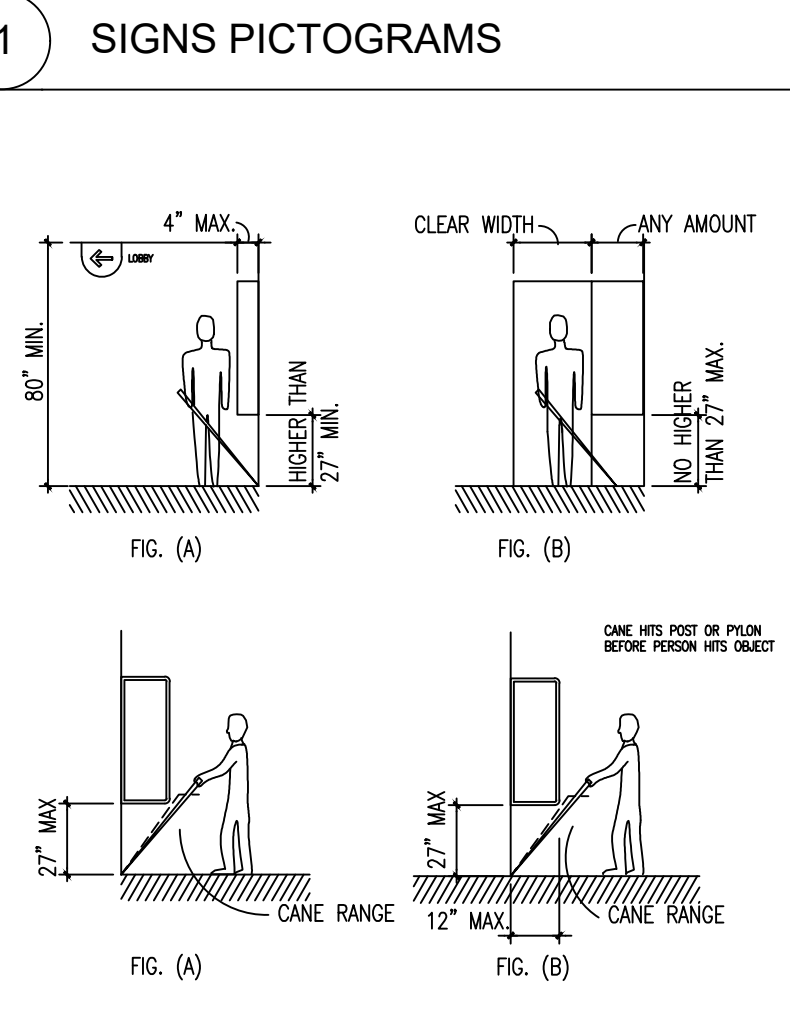 1
SIGNS PICTOGRAMS
4" MAX.
LOBBY
80" MIN.
HIGHER THAN
27" MIN.
FIG. (A)
CLEAR WIDTH
ANY AMOUNT
NO HIGHER
THAN 27" MAX.
FIG. (B)
27" MAX
CANE RANGE
FIG. (A)
CANE HITS POST OR PYLON
BEFORE PERSON HITS OBJECT
27" MAX
12" MAX.
CANE RANGE
FIG. (B)